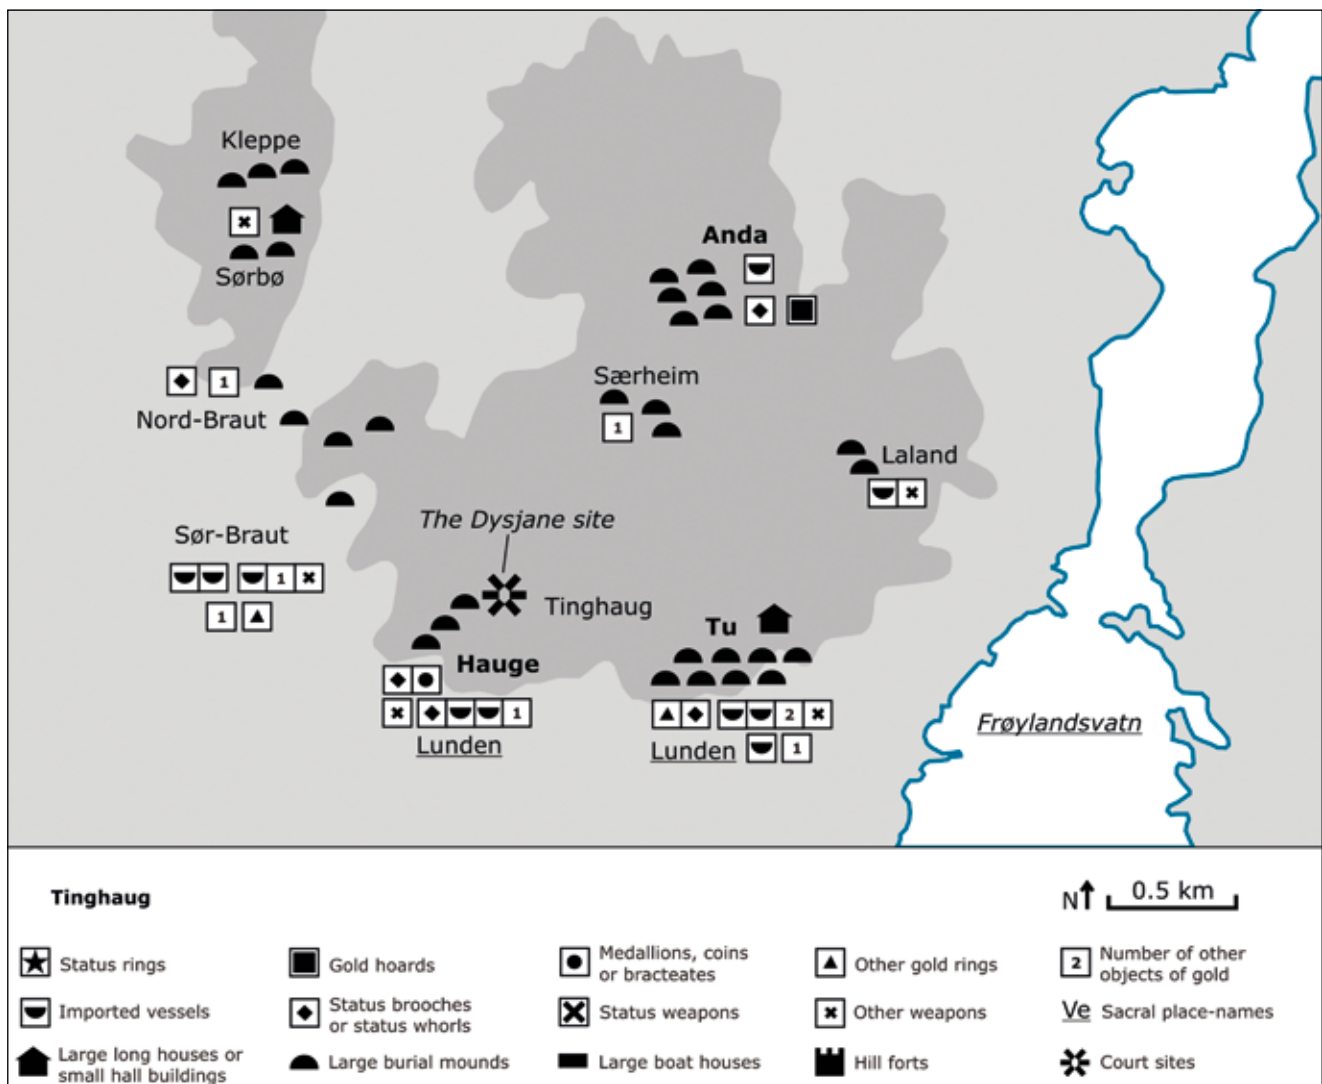 Kleppe
Sørbø
Anda
Særheim
1
1
Nord-Braut
Laland
The Dysjane site
Sør-Braut
1
1
Tinghaug
Tu
Hauge
1
2
Lunden
Lunden
1
Frøylandsvatn
Tinghaug
N 0.5 km
Status rings
Gold hoards
Medallions, coins
or bracteates
Other gold rings
2 Number of other
objects of gold
Imported vessels
Status brooches
or status whorls
Status weapons
Other weapons
Ve Sacral place-names
Large long houses or
small hall buildings
Large burial mounds
Large boat houses
Hill forts
Court sites